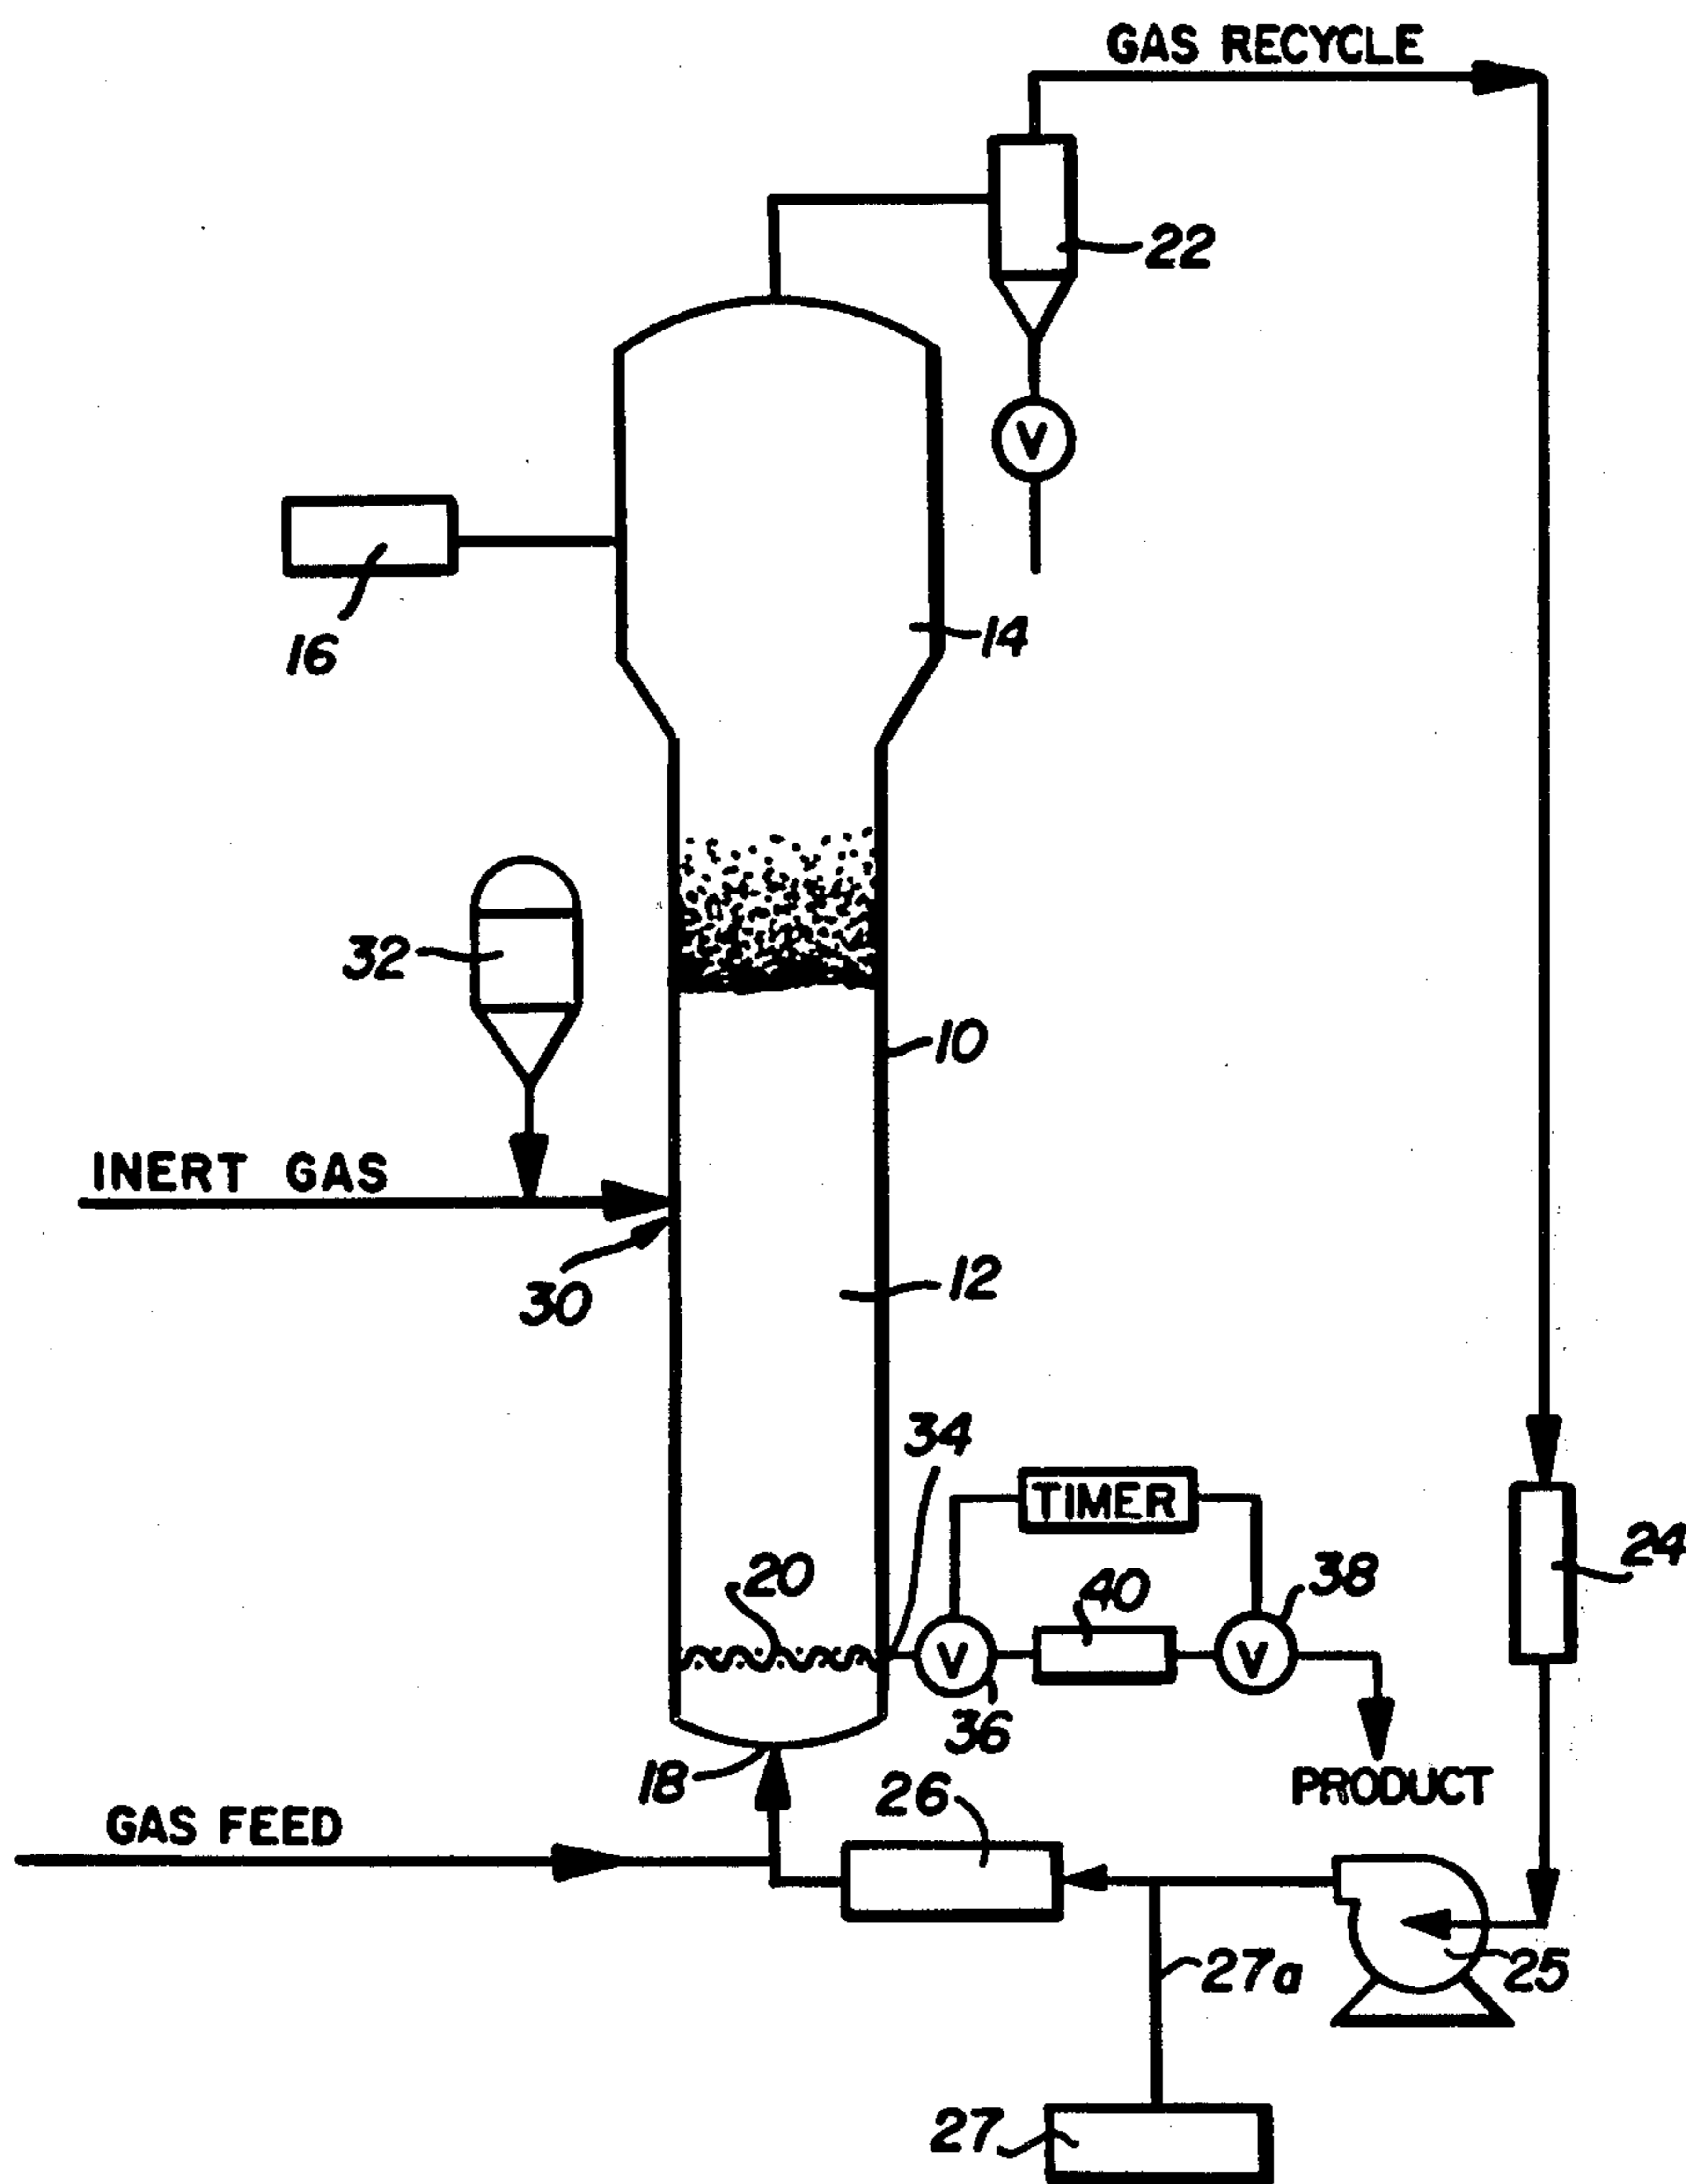 GAS RECYCLE
22
V
16
14
32
10
INERT GAS
30
12
34
TIMER
24
20
40
38
V
V
36
18
26
PRODUCT
GAS FEED
27a
25
27